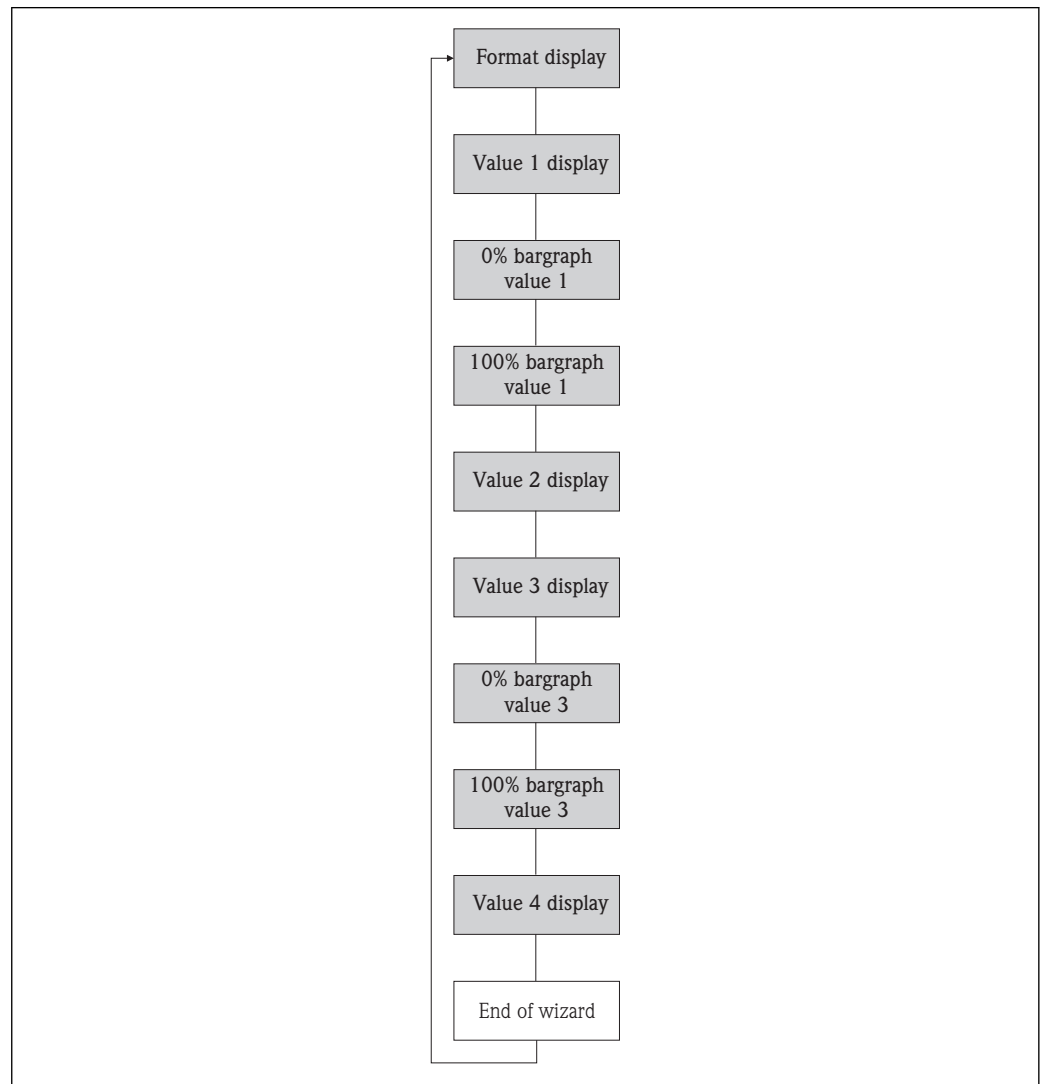 Format display
Value 1 display
0% bargraph
value 1
100% bargraph
value 1
Value 2 display
Value 3 display
0% bargraph
value 3
100% bargraph
value 3
Value 4 display
End of wizard